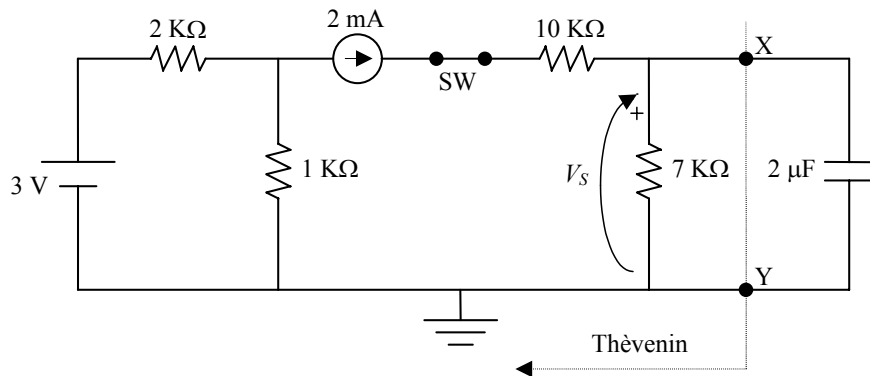 2 mA
2 KΩ
10 KΩ
X
SW
+
3 V
1 KΩ
V_S
7 KΩ
2 μF
Y
Thèvenin